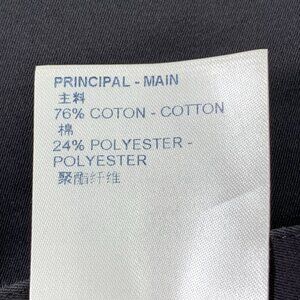 PRINCIPAL - MAIN
主料
76% COTON - COTTON
棉
24% POLYESTER -
POLYESTER
聚酯纤维